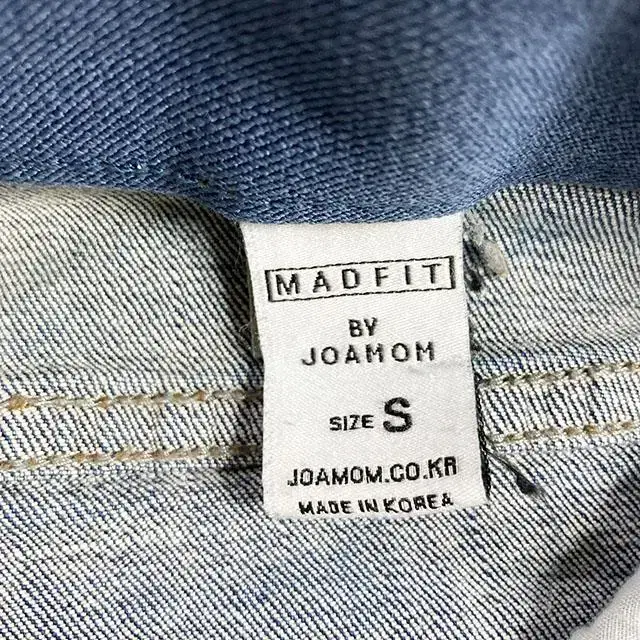 MADFIT
BY
JOAMOM
SIZE S
JOAMOM.CO.KR
MADE IN KOREA